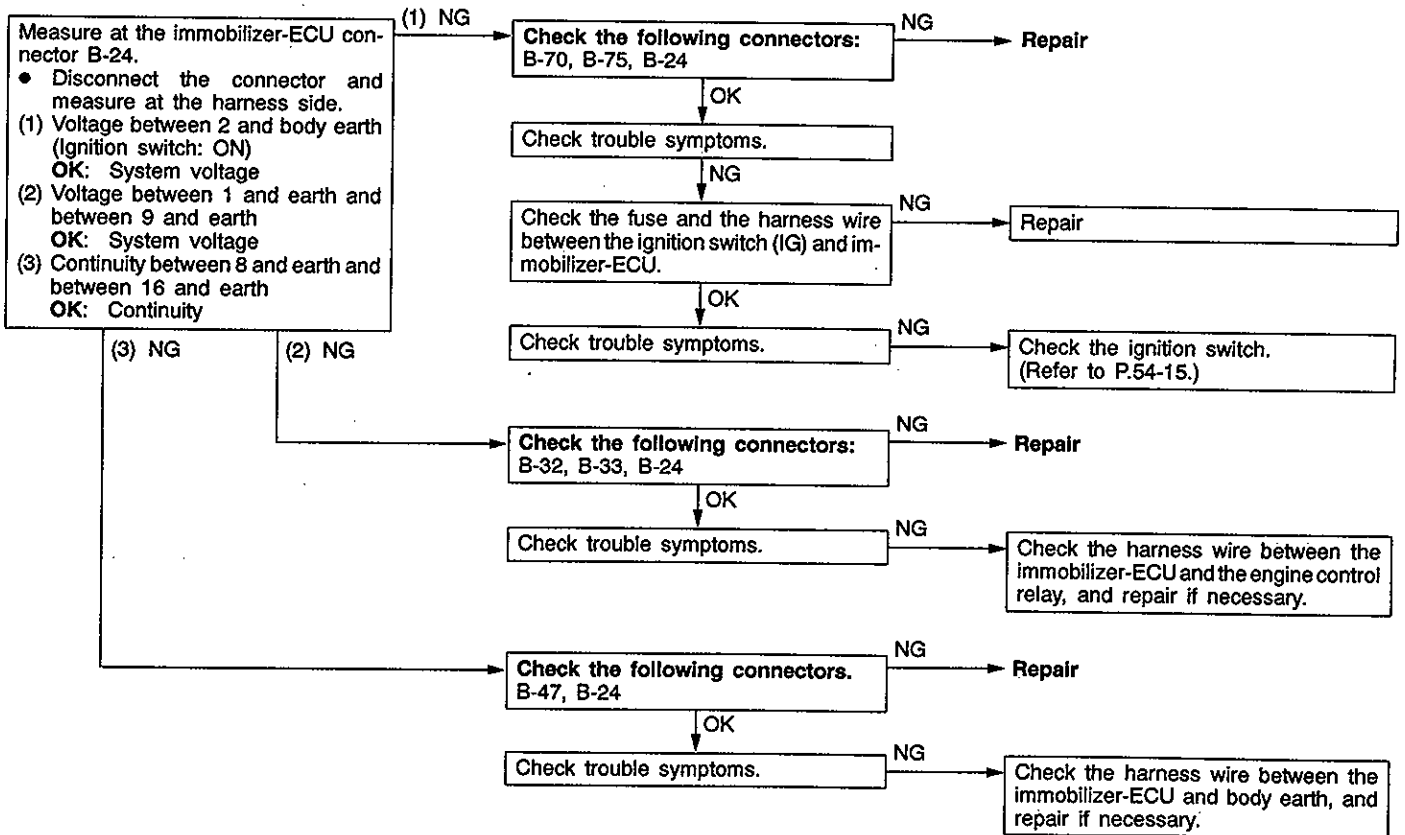 Measure at the immobilizer-ECU con-
nector B-24.
● Disconnect the connector and
measure at the harness side.
(1) Voltage between 2 and body earth
(Ignition switch: ON)
OK: System voltage
(2) Voltage between 1 and earth and
between 9 and earth
OK: System voltage
(3) Continuity between 8 and earth and
between 16 and earth
OK: Continuity
(1) NG
Check the following connectors:
B-70, B-75, B-24
NG
Repair
OK
Check trouble symptoms.
NG
Check the fuse and the harness wire
between the ignition switch (IG) and im-
mobilizer-ECU.
NG
Repair
OK
Check trouble symptoms.
NG
Check the ignition switch.
(Refer to P.54-15.)
(3) NG
(2) NG
Check the following connectors:
B-32, B-33, B-24
NG
Repair
OK
Check trouble symptoms.
NG
Check the harness wire between the
immobilizer-ECU and the engine control
relay, and repair if necessary.
Check the following connectors.
B-47, B-24
NG
Repair
OK
Check trouble symptoms.
NG
Check the harness wire between the
immobilizer-ECU and body earth, and
repair if necessary.